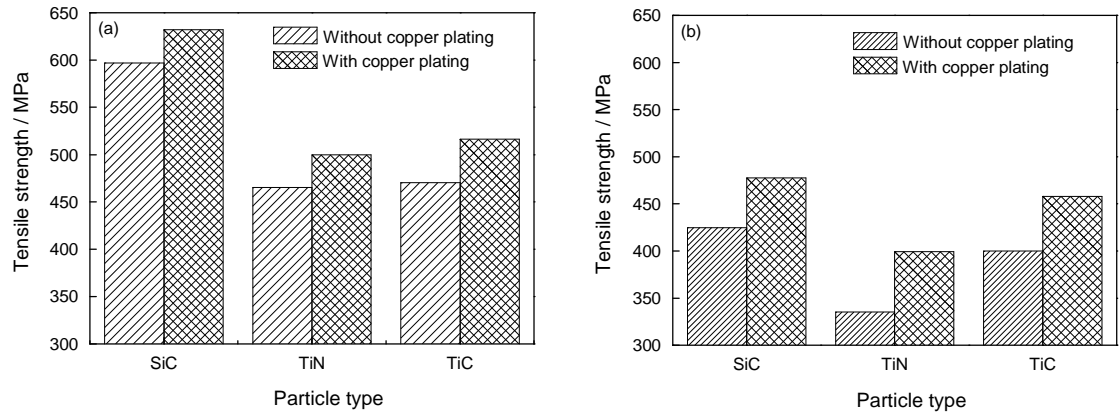 (a)
Without copper plating
With copper plating
650
600
550
500
450
400
350
300
Tensile strength / MPa
SiC
TiN
TiC
Particle type
(b)
Without copper plating
With copper plating
650
600
550
500
450
400
350
300
Tensile strength / MPa
SiC
TiN
TiC
Particle type